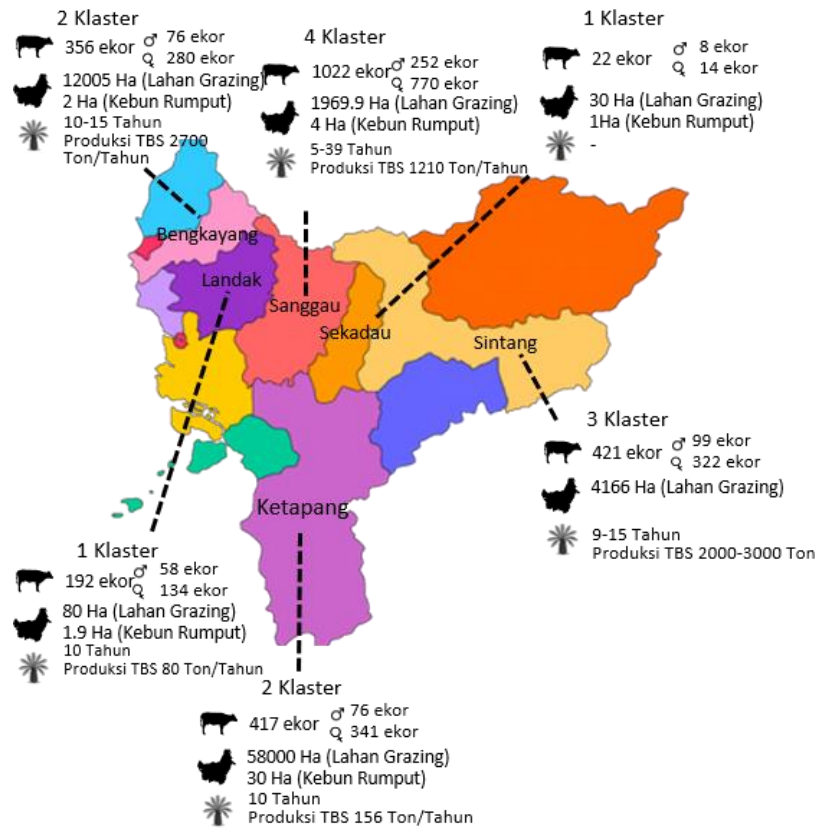 2 Klaster
356 ekor
♂ 76 ekor
♀ 280 ekor
12005 Ha (Lahan Grazing)
2 Ha (Kebun Rumput)
10-15 Tahun
Produksi TBS 2700
Ton/Tahun
4 Klaster
1022 ekor
♂ 252 ekor
♀ 770 ekor
1969.9 Ha (Lahan Grazing)
4 Ha (Kebun Rumput)
5-39 Tahun
Produksi TBS 1210 Ton/Tahun
1 Klaster
22 ekor
♂ 8 ekor
♀ 14 ekor
30 Ha (Lahan Grazing)
1Ha (Kebun Rumput)
-
Bengkayang
Landak
Sanggau
Sekadau
Sintang
Ketapang
3 Klaster
421 ekor
♂ 99 ekor
♀ 322 ekor
4166 Ha (Lahan Grazing)
9-15 Tahun
Produksi TBS 2000-3000 Ton
1 Klaster
192 ekor
♂ 58 ekor
♀ 134 ekor
80 Ha (Lahan Grazing)
1.9 Ha (Kebun Rumput)
10 Tahun
Produksi TBS 80 Ton/Tahun
2 Klaster
417 ekor
♂ 76 ekor
♀ 341 ekor
58000 Ha (Lahan Grazing)
30 Ha (Kebun Rumput)
10 Tahun
Produksi TBS 156 Ton/Tahun